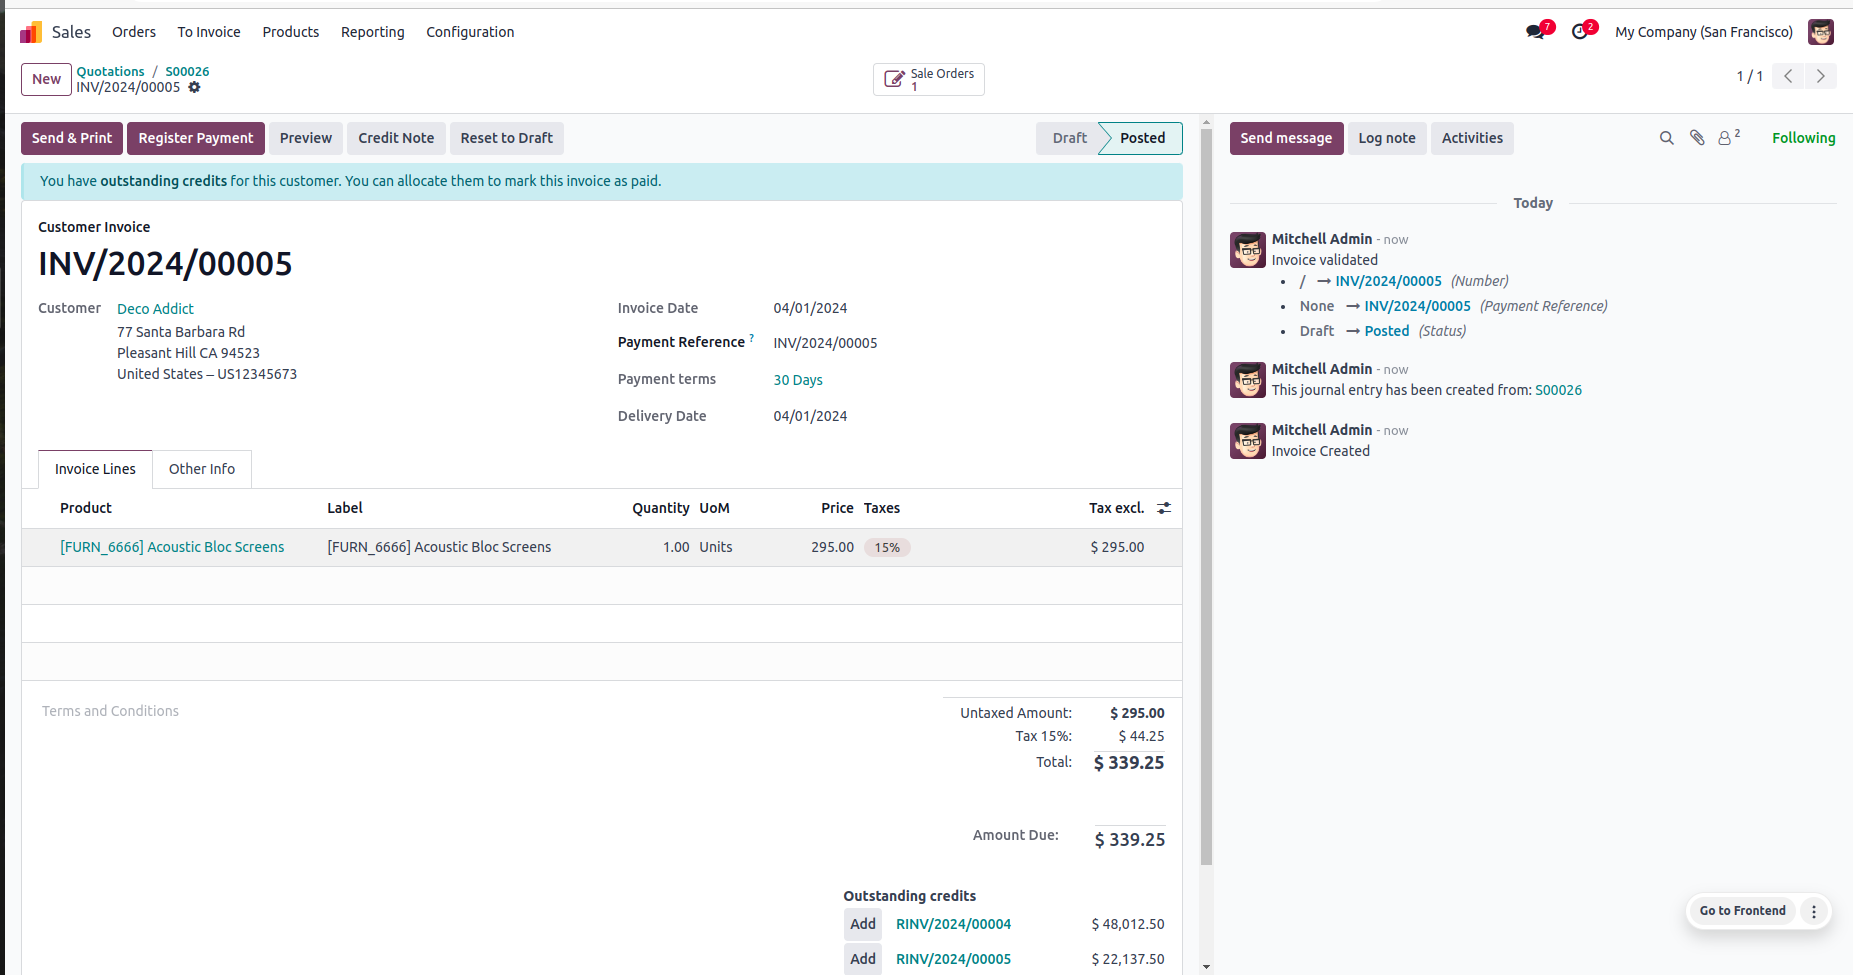 Sales Orders To Invoice Products Reporting Configuration 7 2 My Company (San Francisco)
New Quotations / S00026
INV/2024/00005
Sale Orders
1
1 / 1
Send & Print Register Payment Preview Credit Note Reset to Draft Draft Posted
You have outstanding credits for this customer. You can allocate them to mark this invoice as paid.
Customer Invoice
INV/2024/00005
Customer Deco Addict
77 Santa Barbara Rd
Pleasant Hill CA 94523
United States – US12345673
Invoice Date 04/01/2024
Payment Reference ? INV/2024/00005
Payment terms 30 Days
Delivery Date 04/01/2024
Invoice Lines Other Info
Product Label Quantity UoM Price Taxes Tax excl.
[FURN_6666] Acoustic Bloc Screens [FURN_6666] Acoustic Bloc Screens 1.00 Units 295.00 15% $ 295.00
Terms and Conditions
Untaxed Amount: $ 295.00
Tax 15%: $ 44.25
Total: $ 339.25
Amount Due: $ 339.25
Outstanding credits
Add RINV/2024/00004 $ 48,012.50
Add RINV/2024/00005 $ 22,137.50
Send message Log note Activities 2 Following
Today
Mitchell Admin - now
Invoice validated
• / → INV/2024/00005 (Number)
• None → INV/2024/00005 (Payment Reference)
• Draft → Posted (Status)
Mitchell Admin - now
This journal entry has been created from: S00026
Mitchell Admin - now
Invoice Created
Go to Frontend